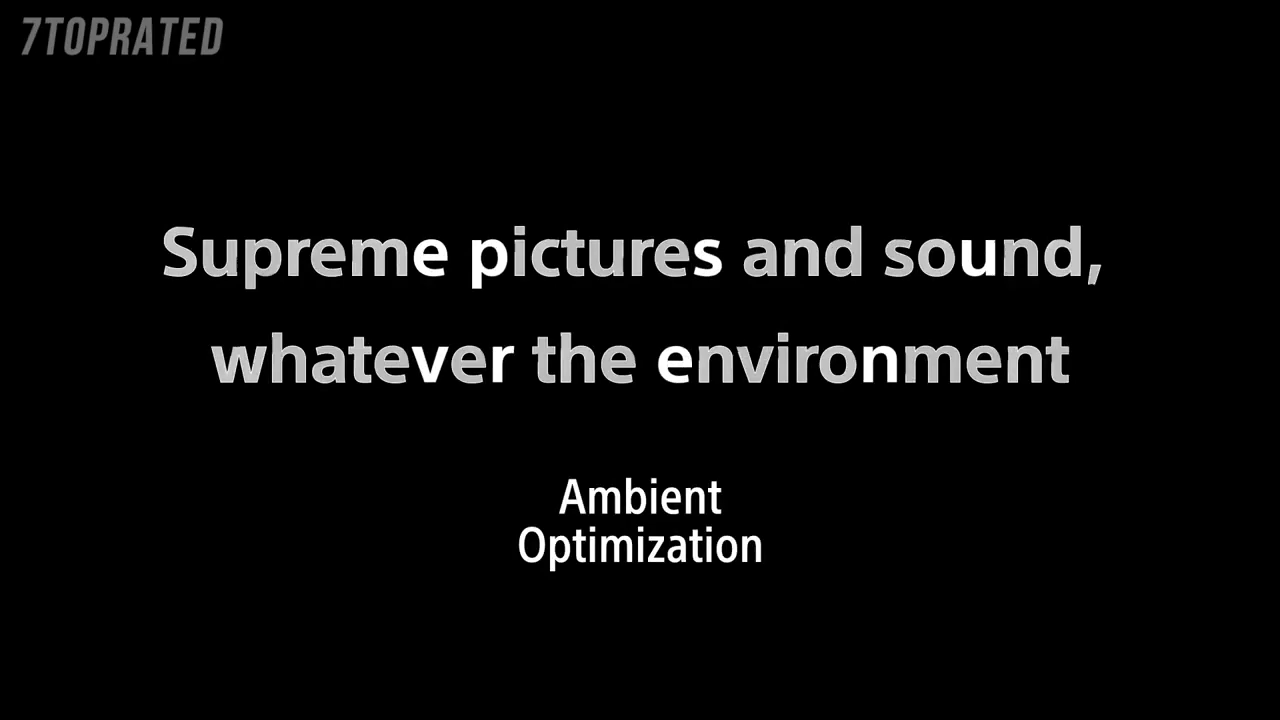 7TOPRATED
Supreme pictures and sound,
whatever the environment
Ambient
Optimization